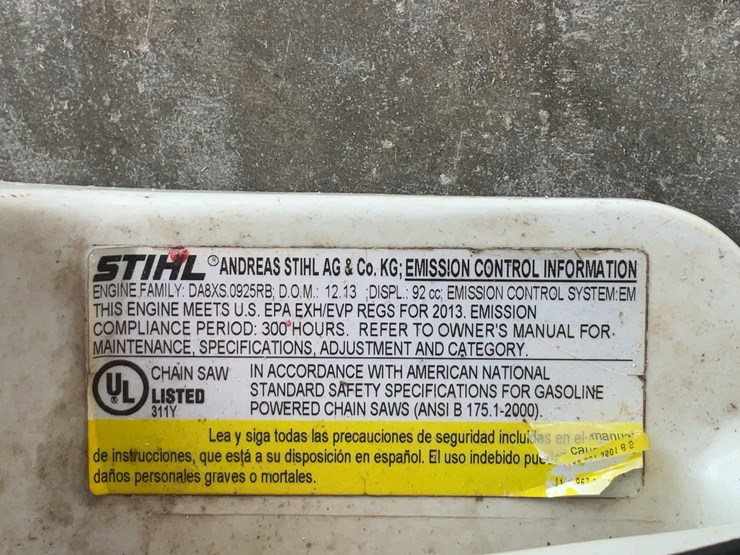 STIHL® ANDREAS STIHL AG & Co. KG; EMISSION CONTROL INFORMATION
ENGINE FAMILY: DA8XS.0925RB; D.O.M.: 12.13 ;DISPL.: 92 cc; EMISSION CONTROL SYSTEM:EM
THIS ENGINE MEETS U.S. EPA EXH/EVP REGS FOR 2013. EMISSION
COMPLIANCE PERIOD: 300 HOURS. REFER TO OWNER'S MANUAL FOR
MAINTENANCE, SPECIFICATIONS, ADJUSTMENT AND CATEGORY.
UL® CHAIN SAW
LISTED
311Y
IN ACCORDANCE WITH AMERICAN NATIONAL
STANDARD SAFETY SPECIFICATIONS FOR GASOLINE
POWERED CHAIN SAWS (ANSI B 175.1-2000).
Lea y siga todas las precauciones de seguridad incluidas en el manual
de instrucciones, que está a su disposición en español. El uso indebido
daños personales graves o mortales.